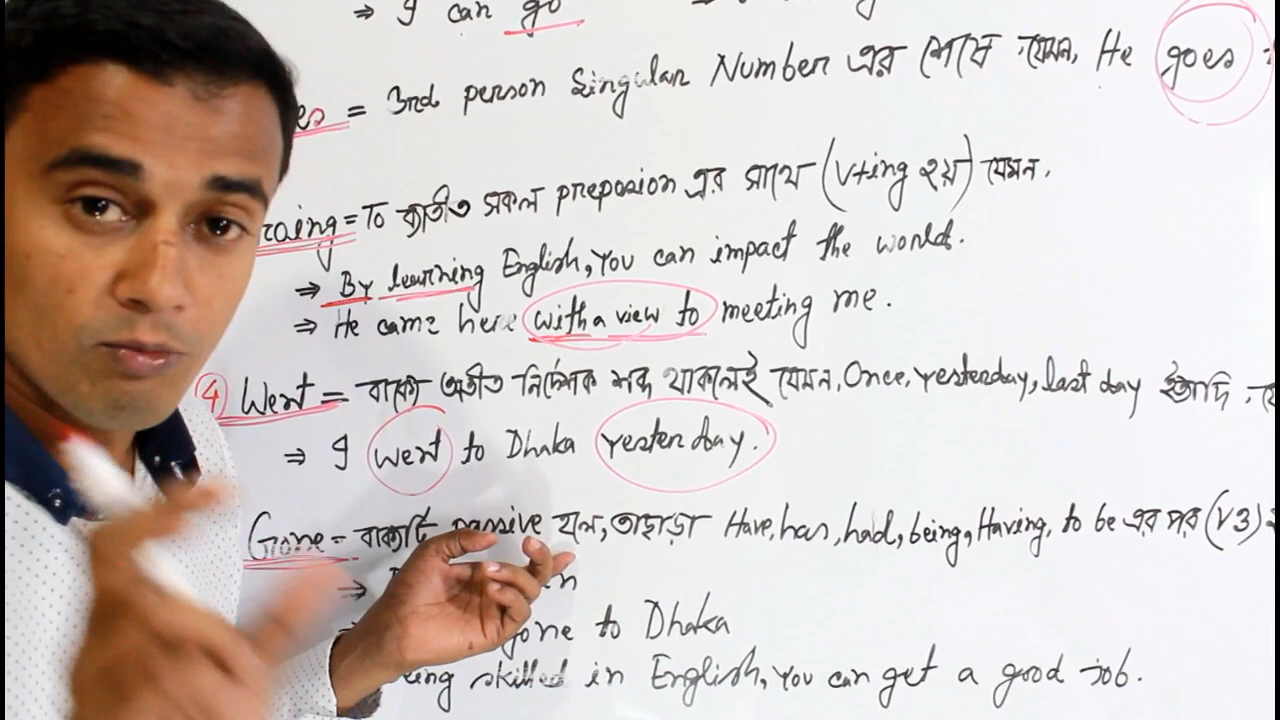 ⇒ I can go ⇒
es = 3rd person Singular Number এর শেষে যেমন, He goes
= To ব্যতীত সকল preposion এর সাথে (V+ing হয়) যেমন,
⇒ By learning English, You can impact the world.
⇒ He came here with a view to meeting me.
④ Went = বাক্যে অতীত নির্দেশক শব্দ থাকলেই যেমন, Once, yesterday, last day ইত্যাদি,
⇒ I went to Dhaka yesterday.
Gone = বাক্যটি passive হলে, তাছাড়া Have, has, had, being, Having, to be এর পর (V3)
⇒
gone to Dhaka
skilled in English, You can get a good job.